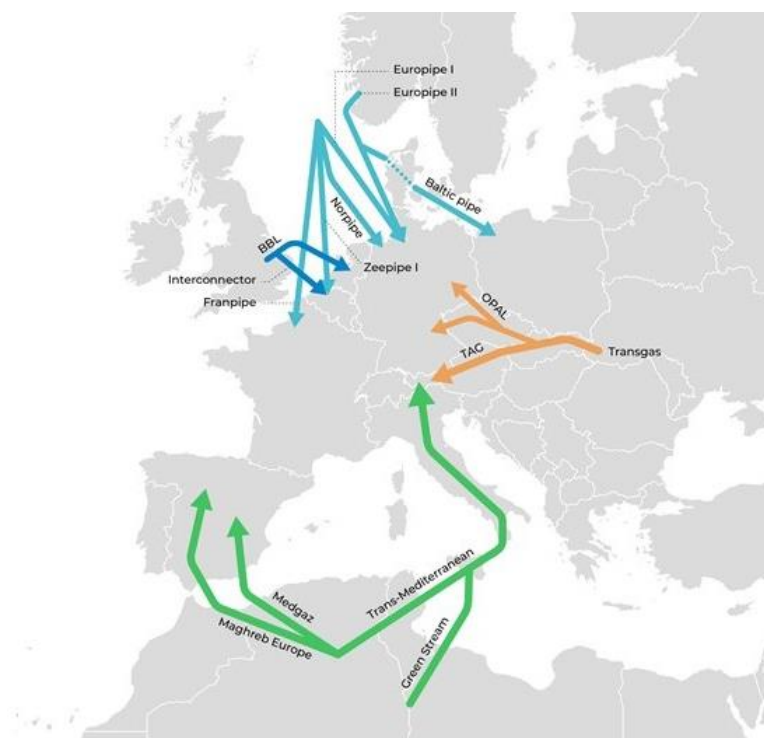 Europipe I
Europipe II
Baltic pipe
Norpipe
BBL
Interconnector
Zeepipe I
Franpipe
OPAL
TAG
Transgas
Trans-Mediterranean
Medgaz
Maghreb Europe
Green Stream